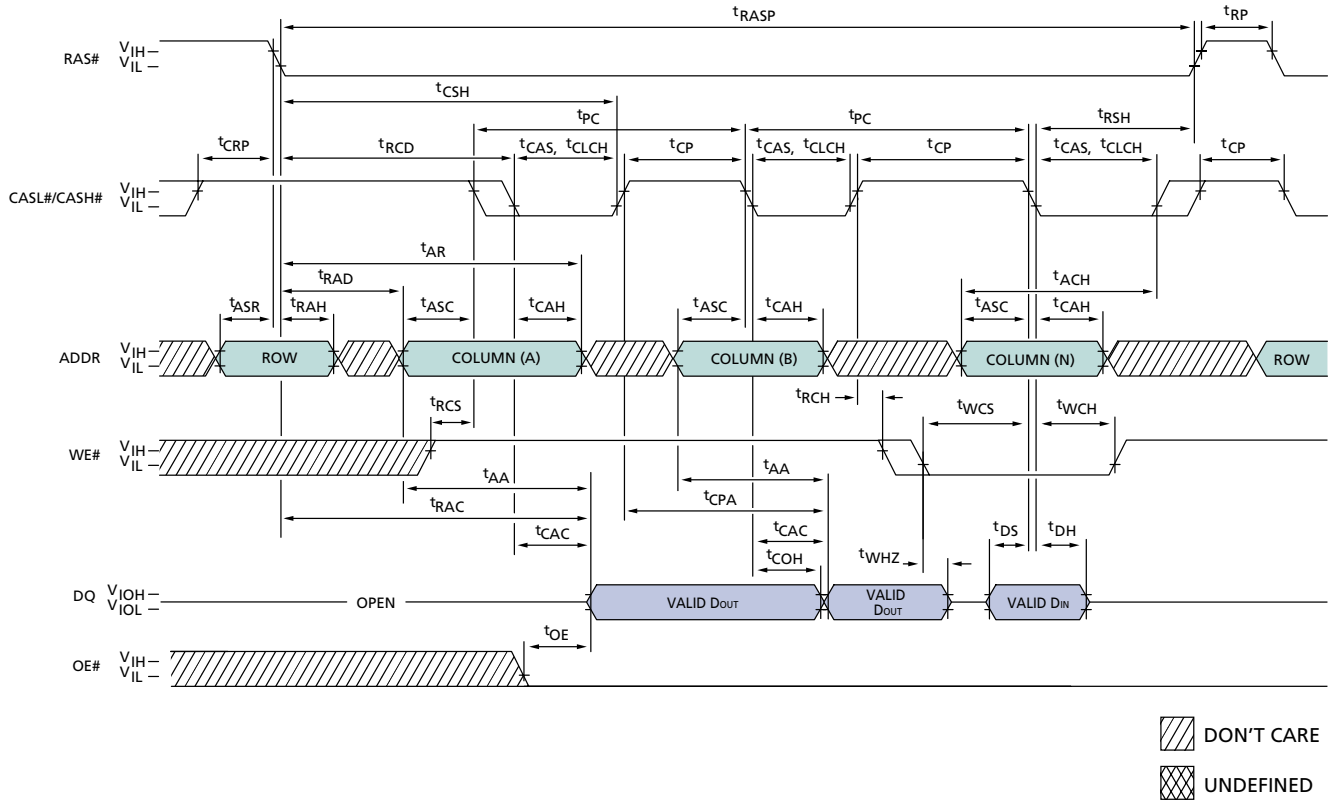 tRASP
tRP
RAS#
VIH
VIL
tCSH
tPC
tPC
tRSH
tCRP
tRCD
tCAS, tCLCH
tCP
tCAS, tCLCH
tCP
tCAS, tCLCH
tCP
CASL#/CASH#
VIH
VIL
tAR
tRAD
tACH
tASR
tRAH
tASC
tCAH
tASC
tCAH
tASC
tCAH
ADDR
VIH
VIL
ROW
COLUMN (A)
COLUMN (B)
COLUMN (N)
ROW
tRCS
tRCH
tWCS
tWCH
WE#
VIH
VIL
tAA
tAA
tRAC
tCPA
tCAC
tCAC
tDS
tDH
tCOH
tWHZ
DQ
VIOH
VIOL
OPEN
VALID DOUT
VALID
DOUT
VALID DIN
tOE
OE#
VIH
VIL
DON'T CARE
UNDEFINED